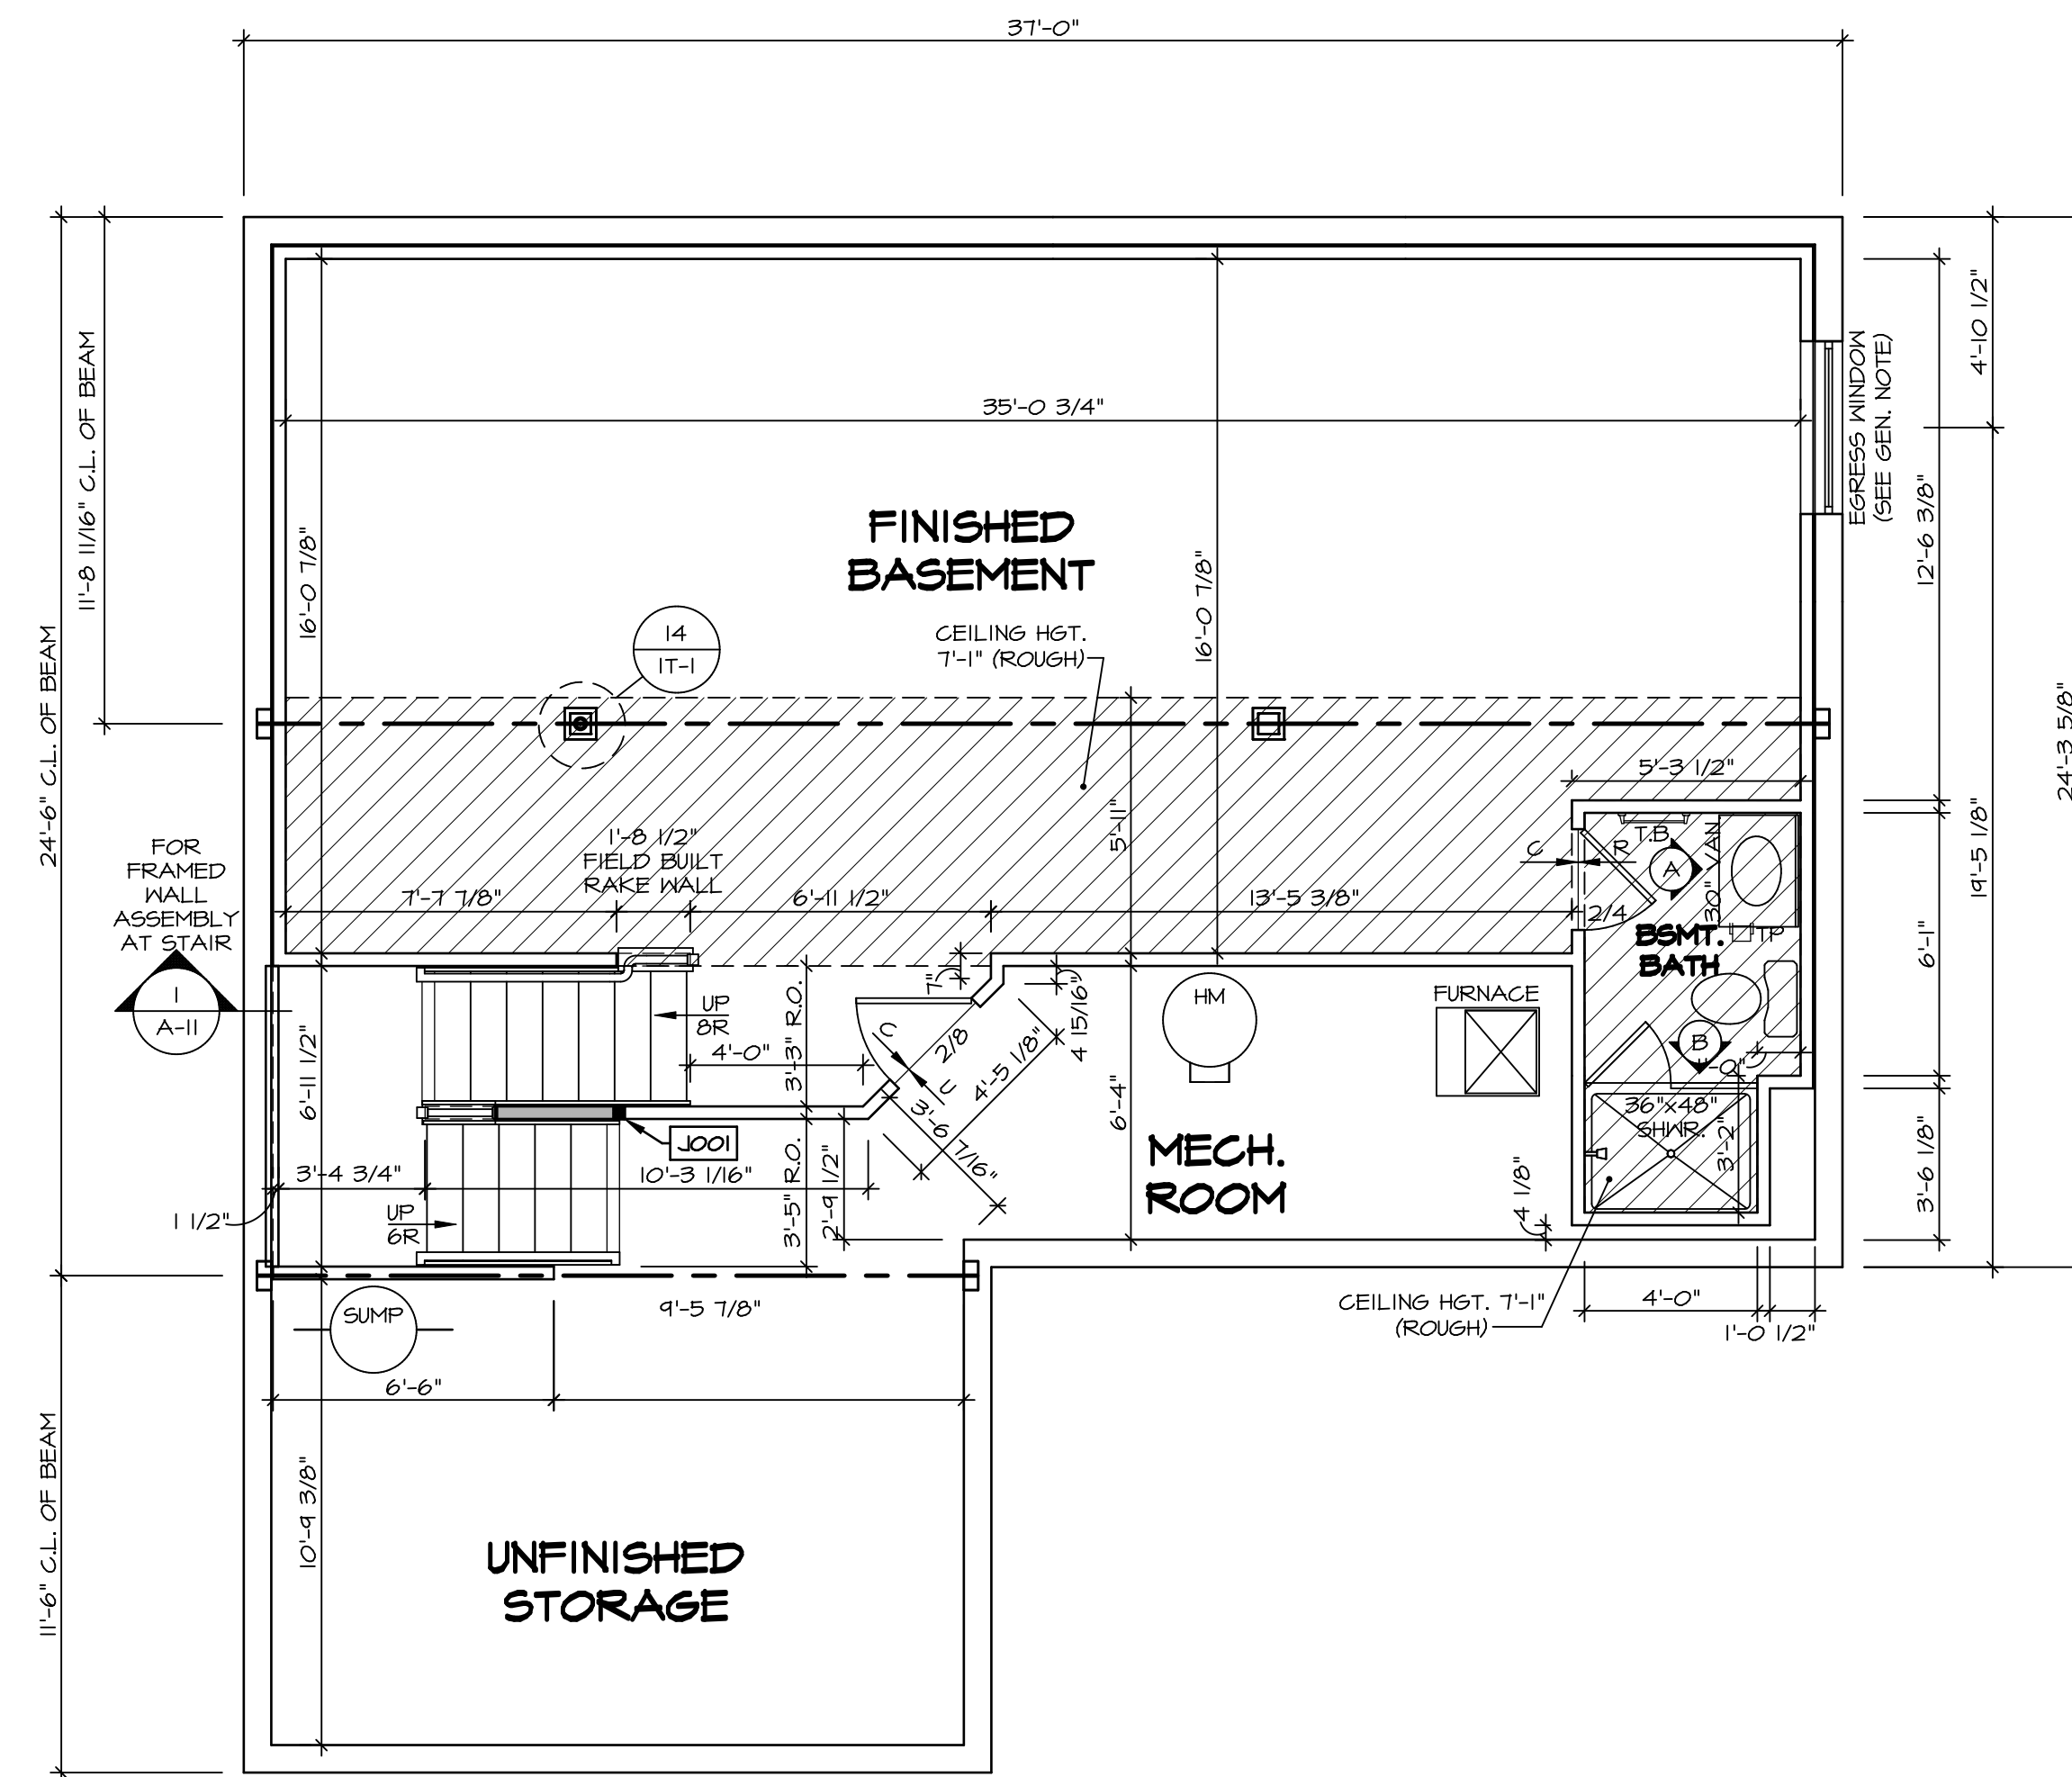 37'-0"
35'-0 3/4"
11'-8 11/16" C.L. OF BEAM
24'-6" C.L. OF BEAM
11'-6" C.L. OF BEAM
16'-0 7/8"
16'-0 7/8"
4'-10 1/2"
EGRESS WINDOW
(SEE GEN. NOTE)
12'-6 3/8"
24'-3 5/8"
19'-5 1/8"
6'-1"
3'-6 1/8"
FINISHED
BASEMENT
CEILING HGT.
7'-1" (ROUGH)
14
1T-1
5'-3 1/2"
5'-11"
FOR
FRAMED
WALL
ASSEMBLY
AT STAIR
1
A-11
1'-8 1/2"
FIELD BUILT
RAKE WALL
7'-7 7/8"
6'-11 1/2"
13'-5 3/8"
C
R
T.B.
A
30" VAN
2/4
BSMT.
BATH
TP
B
1'-0"
36"x48"
SHWR.
3'-2"
7"
4 15/16"
HM
FURNACE
UP
8R
4'-0"
3'-3" R.O.
6'-11 1/2"
C
2/8
U
4'-5 1/8"
3'-6 7/16"
6'-4"
MECH.
ROOM
J001
3'-4 3/4"
10'-3 1/16"
3'-5" R.O.
2'-9 1/2"
1 1/2"
UP
6R
4 1/8"
SUMP
9'-5 7/8"
CEILING HGT. 7'-1"
(ROUGH)
4'-0"
1'-0 1/2"
6'-6"
10'-9 3/8"
UNFINISHED
STORAGE